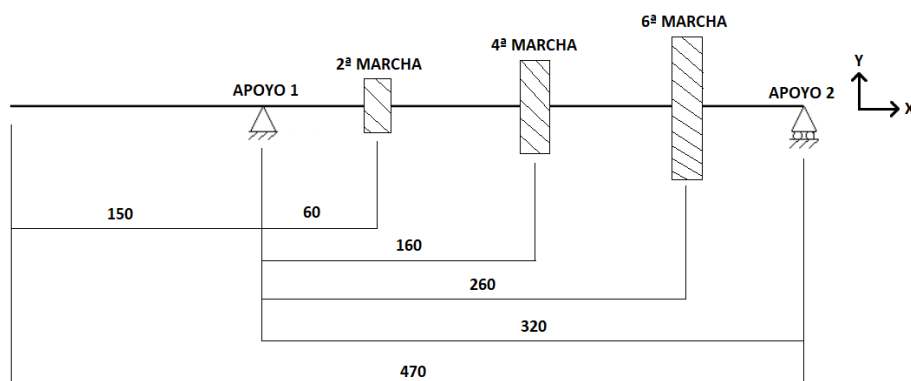 6ª MARCHA
4ª MARCHA
2ª MARCHA
Y
APOYO 1
APOYO 2
X
150
60
160
260
320
470